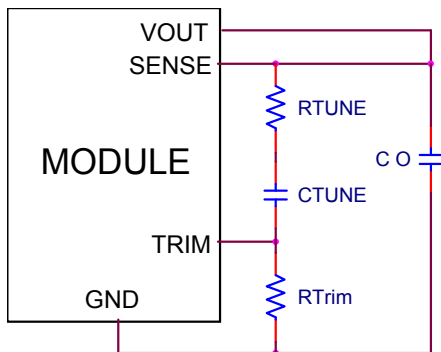 VOUT
SENSE
RTUNE
MODULE
C O
CTUNE
TRIM
RTrim
GND